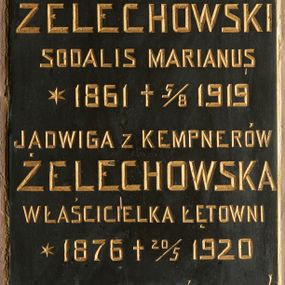 ŻELECHOWSKI
SODALIS MARIANUS
* 1861 † 5/8 1919
JADWIGA z KEMPNERÓW
ŻELECHOWSKA
WŁAŚCICIELKA ŁĘTOWNI
* 1876 † 20/5 1920